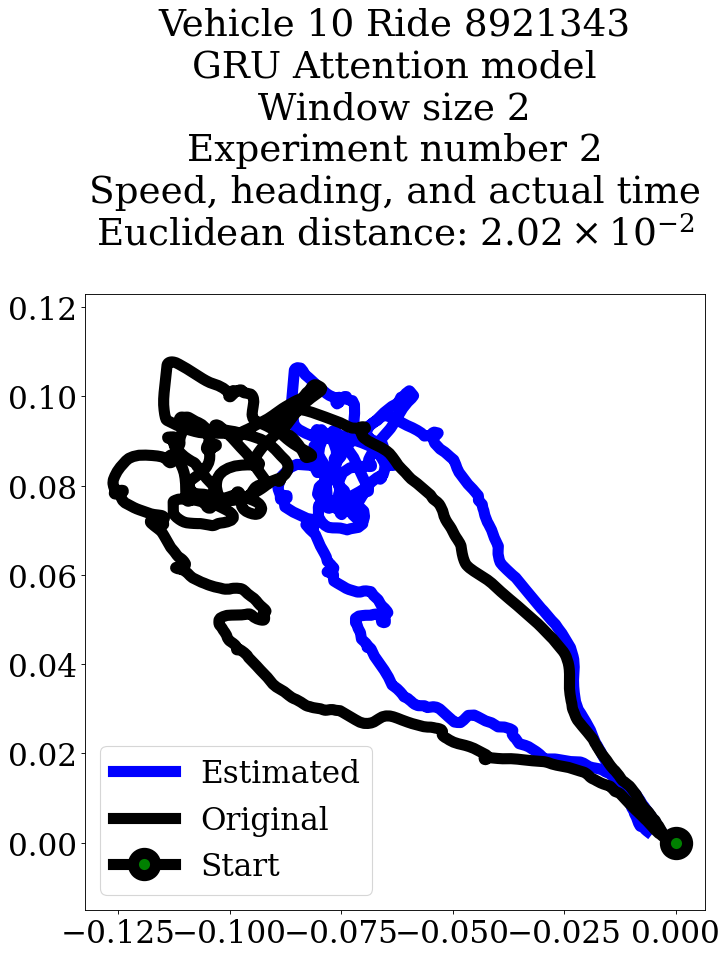 Vehicle 10 Ride 8921343
GRU Attention model
Window size 2
Experiment number 2
Speed, heading, and actual time
Euclidean distance: 2.02 × 10⁻²
0.12
0.10
0.08
0.06
0.04
0.02
0.00
Estimated
Original
Start
−0.125 −0.100 −0.075 −0.050 −0.025 0.000